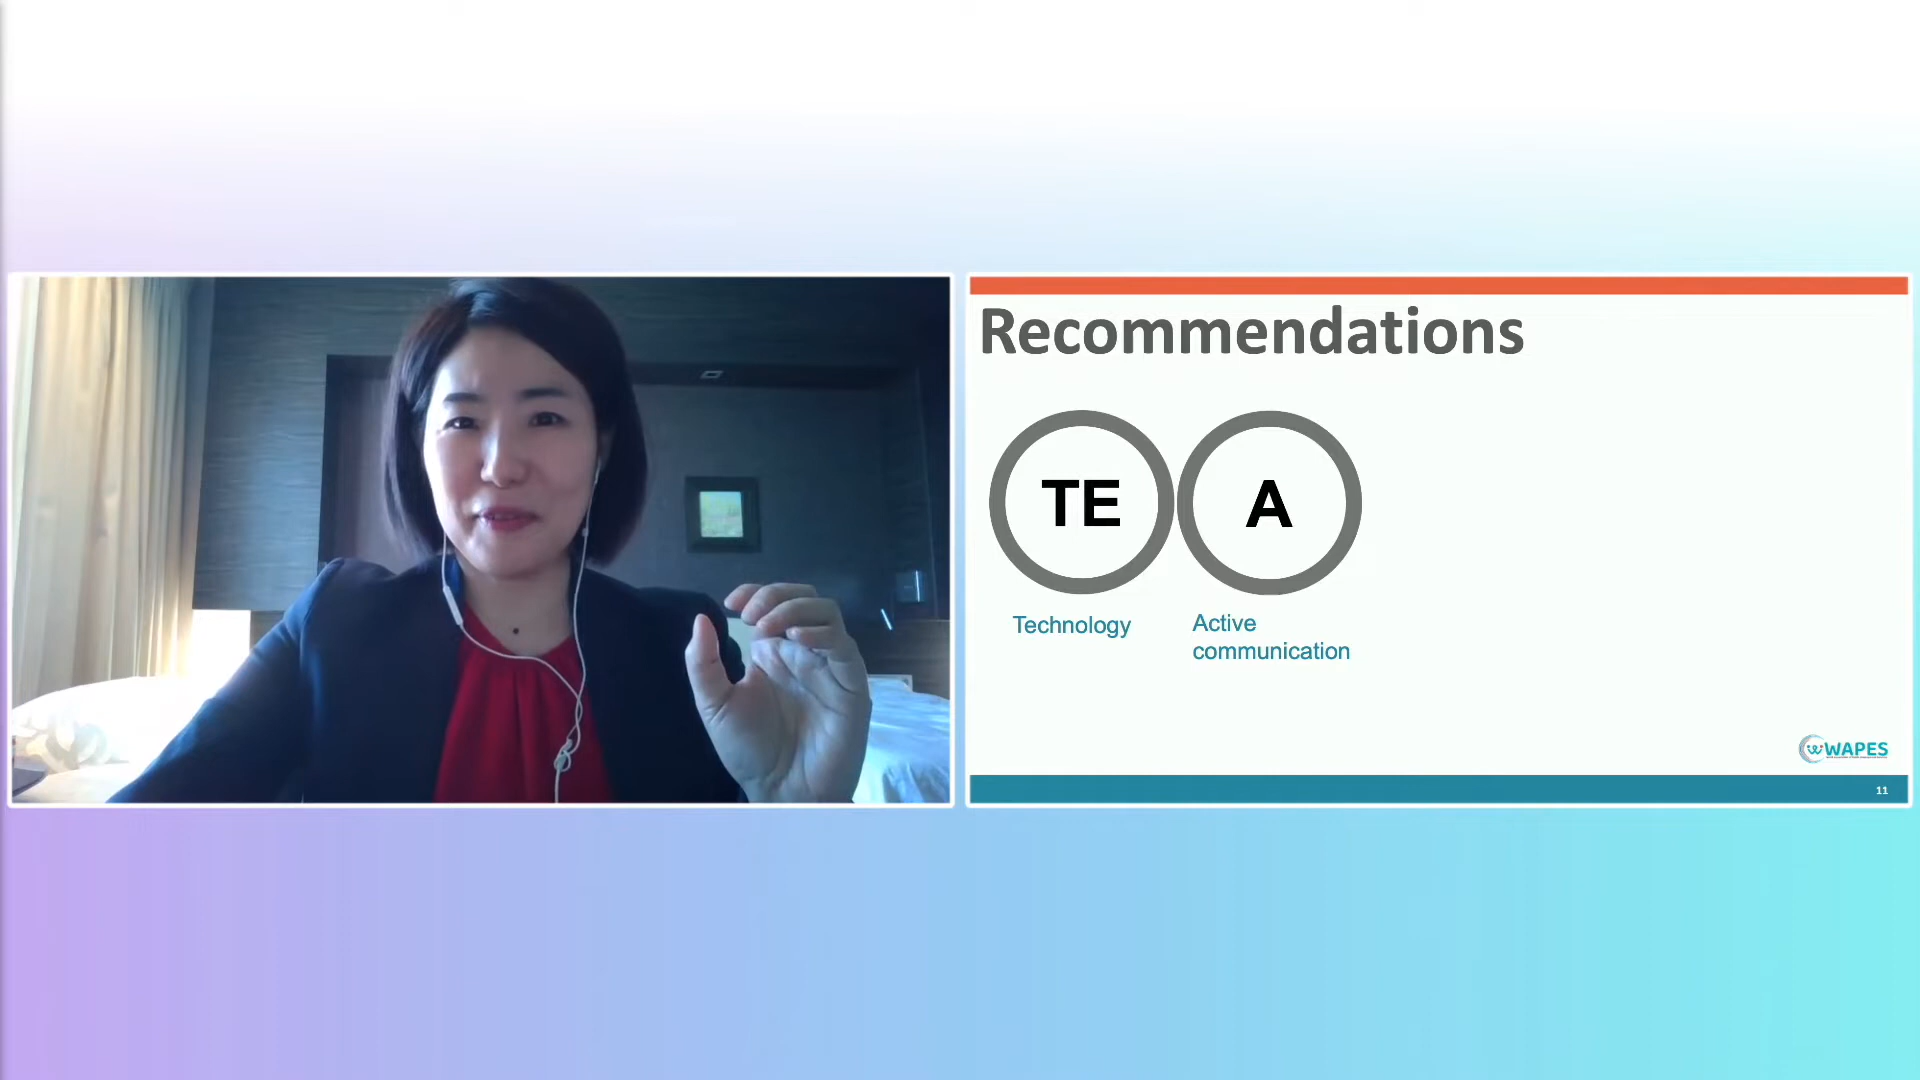 Recommendations
TE
A
Technology
Active
communication
WAPES
11